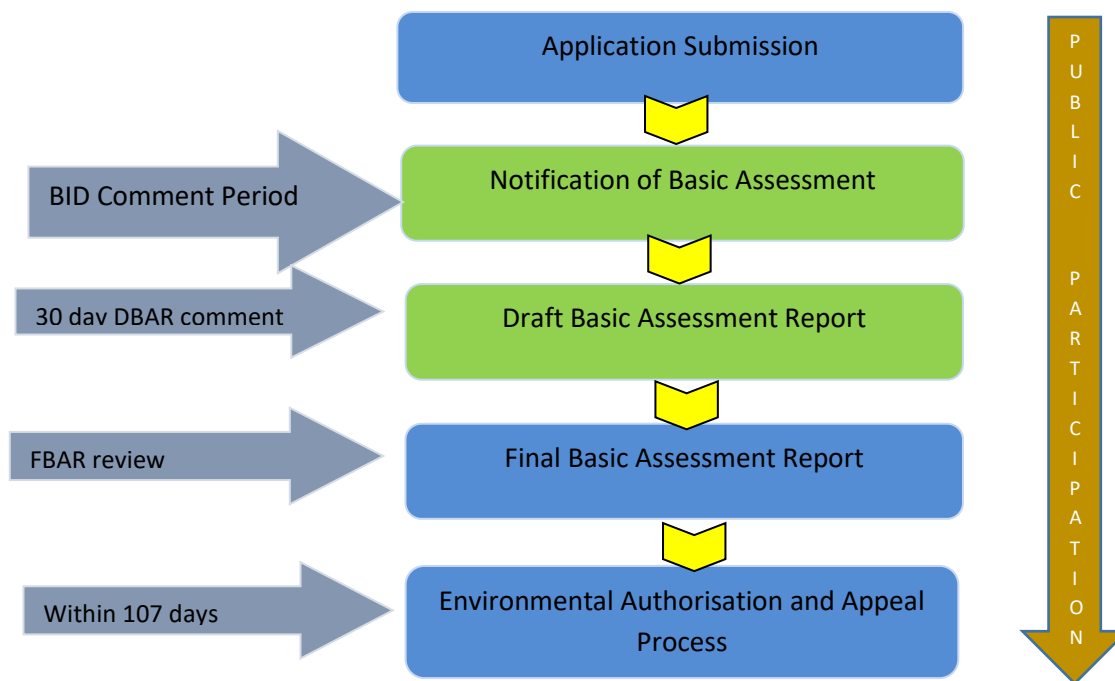 Application Submission
BID Comment Period
Notification of Basic Assessment
30 day DBAR comment
Draft Basic Assessment Report
FBAR review
Final Basic Assessment Report
Within 107 days
Environmental Authorisation and Appeal
Process
PUBLIC PARTICIPATION